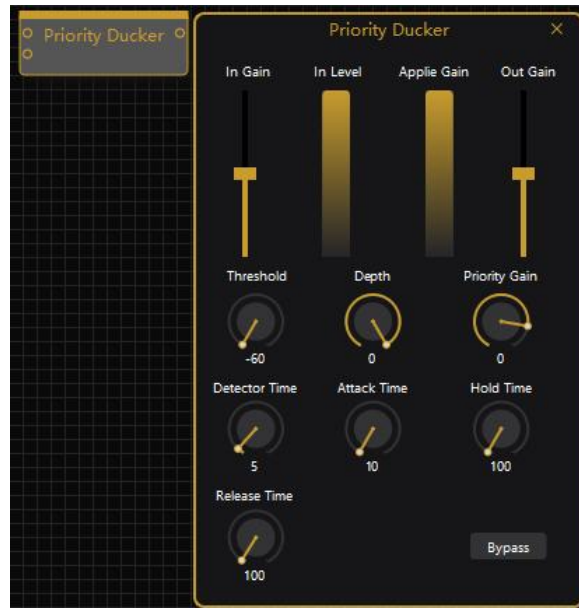 Priority Ducker
Priority Ducker ×
In Gain In Level Applie Gain Out Gain
Threshold Depth Priority Gain
-60 0 0
Detector Time Attack Time Hold Time
5 10 100
Release Time
100
Bypass